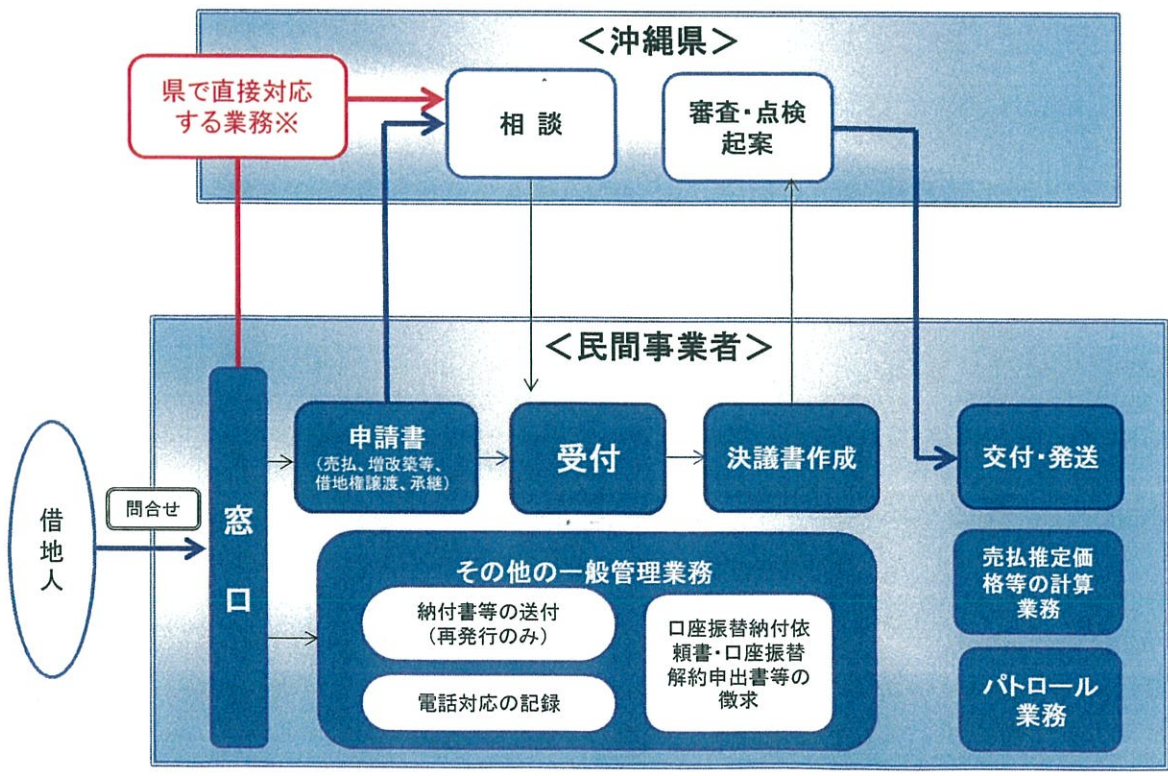 ＜沖縄県＞
県で直接対応
する業務※
相 談
審査・点検
起案
＜民間事業者＞
借地人
問合せ
窓口
申請書
（売払、増改築等、
借地権譲渡、承継）
受付
決議書作成
交付・発送
その他の一般管理業務
納付書等の送付
（再発行のみ）
電話対応の記録
口座振替納付依
頼書・口座振替
解約申出書等の
徴求
売払推定価
格等の計算
業務
パトロール
業務